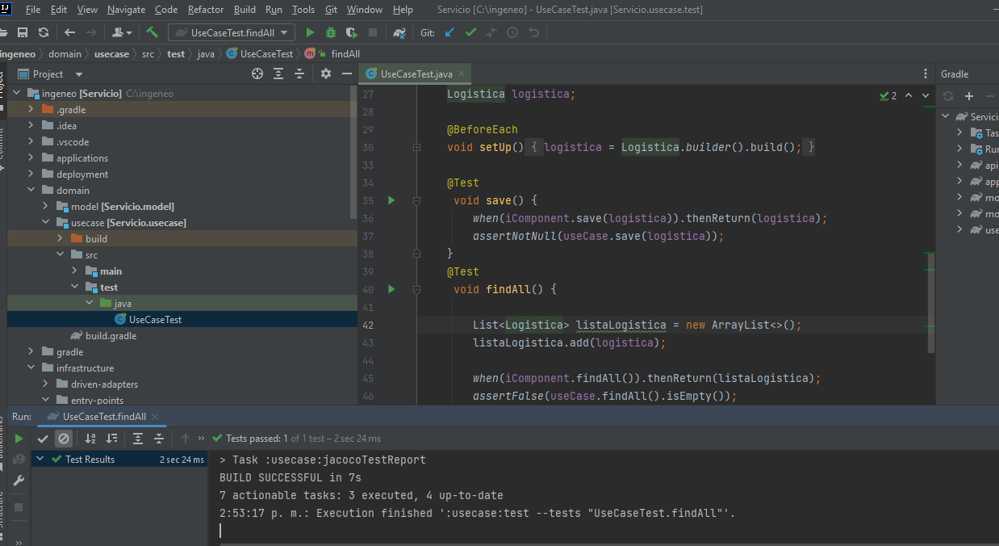 File Edit View Navigate Code Refactor Build Run Tools Git Window Help Servicio [C:\ingeneo] - UseCaseTest.java [Servicio.usecase.test]
UseCaseTest.findAll Git:
ingeneo domain usecase src test java UseCaseTest findAll
Project
UseCaseTest.java
Gradle
ingeneo [Servicio] C:\ingeneo
.gradle
.idea
.vscode
applications
deployment
domain
model [Servicio.model]
usecase [Servicio.usecase]
build
src
main
test
java
UseCaseTest
build.gradle
gradle
infrastructure
driven-adapters
entry-points
27 Logistica logistica;
2
28
29 @BeforeEach
30 void setUp() { logistica = Logistica.builder().build(); }
33
34 @Test
35 void save() {
36 when(iComponent.save(logistica)).thenReturn(logistica);
37 assertNotNull(useCase.save(logistica));
38 }
39 @Test
40 void findAll() {
41
42 List<Logistica> listaLogistica = new ArrayList<>();
43 listaLogistica.add(logistica);
44
45 when(iComponent.findAll()).thenReturn(listaLogistica);
46 assertFalse(useCase.findAll().isEmpty());
Servici
Tas
Run
api
app
mo
mo
use
Run: UseCaseTest.findAll
Tests passed: 1 of 1 test – 2 sec 24 ms
Test Results 2 sec 24 ms
> Task :usecase:jacocoTestReport
BUILD SUCCESSFUL in 7s
7 actionable tasks: 3 executed, 4 up-to-date
2:53:17 p. m.: Execution finished ':usecase:test --tests "UseCaseTest.findAll"'.